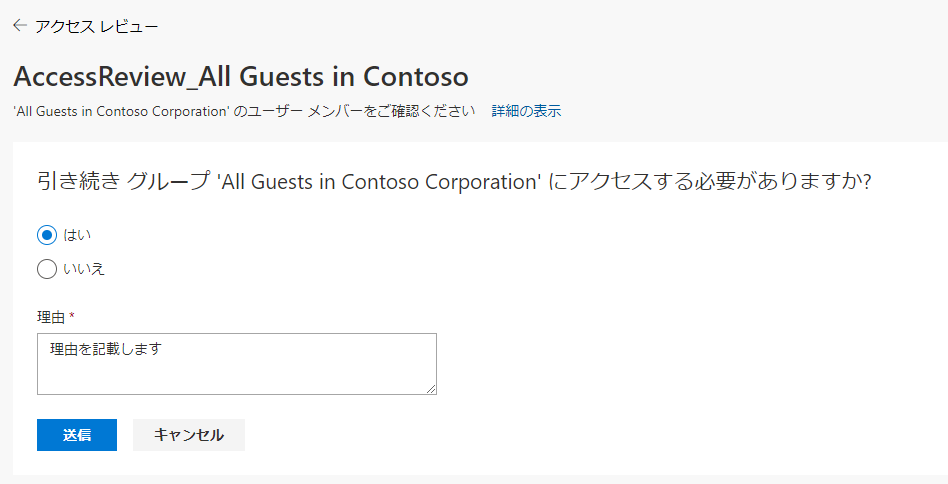 ← アクセス レビュー
AccessReview_All Guests in Contoso
'All Guests in Contoso Corporation' のユーザー メンバーをご確認ください 詳細の表示
引き続き グループ 'All Guests in Contoso Corporation' にアクセスする必要がありますか?
はい
いいえ
理由 *
理由を記載します
送信 キャンセル